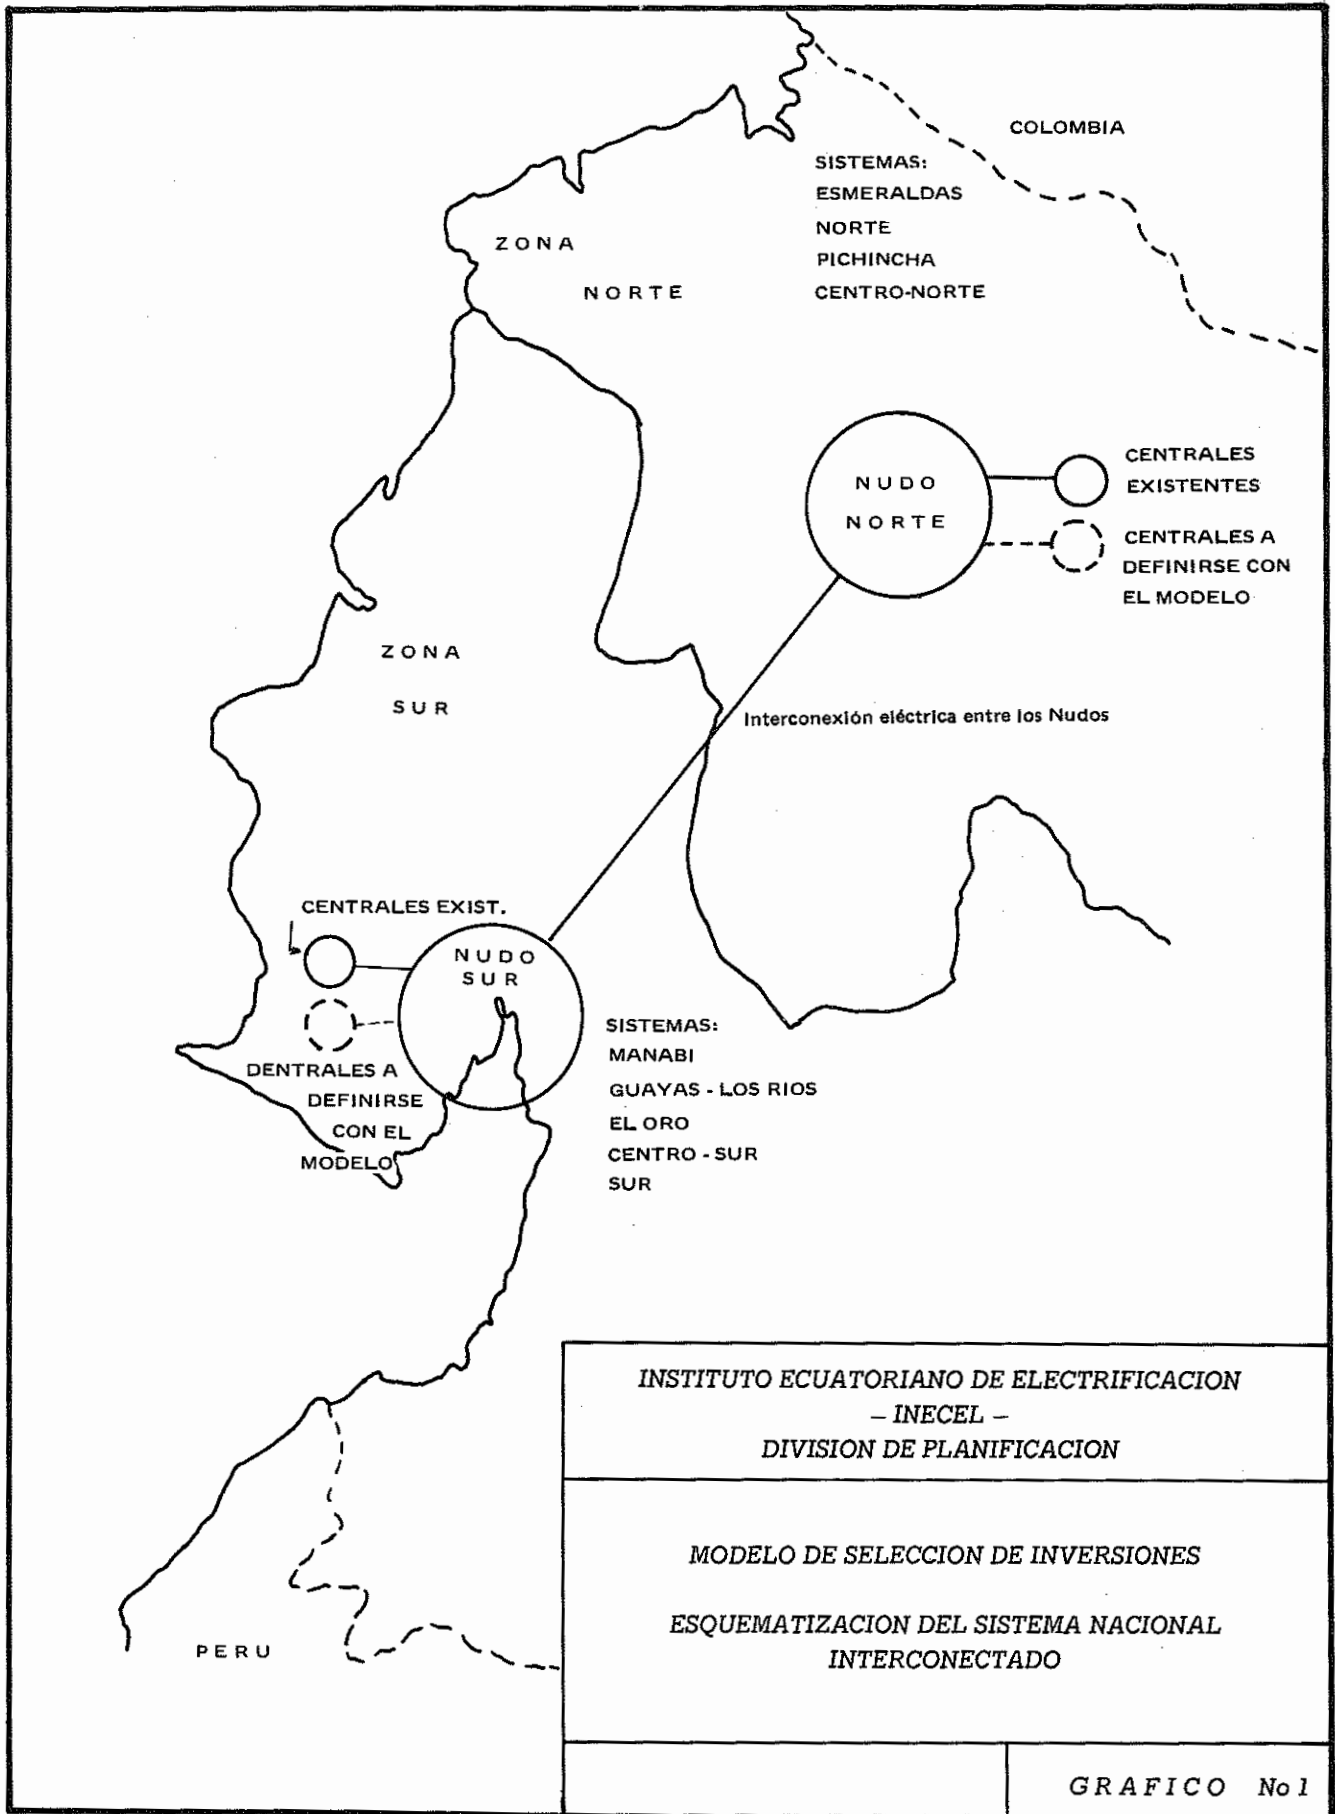 COLOMBIA
SISTEMAS:
ESMERALDAS
NORTE
PICHINCHA
CENTRO-NORTE
ZONA
NORTE
NUDO
NORTE
CENTRALES
EXISTENTES
CENTRALES A
DEFINIRSE CON
EL MODELO
ZONA
SUR
Interconexión eléctrica entre los Nudos
CENTRALES EXIST.
NUDO
SUR
DENTRALES A
DEFINIRSE
CON EL
MODELO
SISTEMAS:
MANABI
GUAYAS - LOS RIOS
EL ORO
CENTRO - SUR
SUR
PERU
INSTITUTO ECUATORIANO DE ELECTRIFICACION
– INECEL –
DIVISION DE PLANIFICACION
MODELO DE SELECCION DE INVERSIONES
ESQUEMATIZACION DEL SISTEMA NACIONAL
INTERCONECTADO
GRAFICO No 1